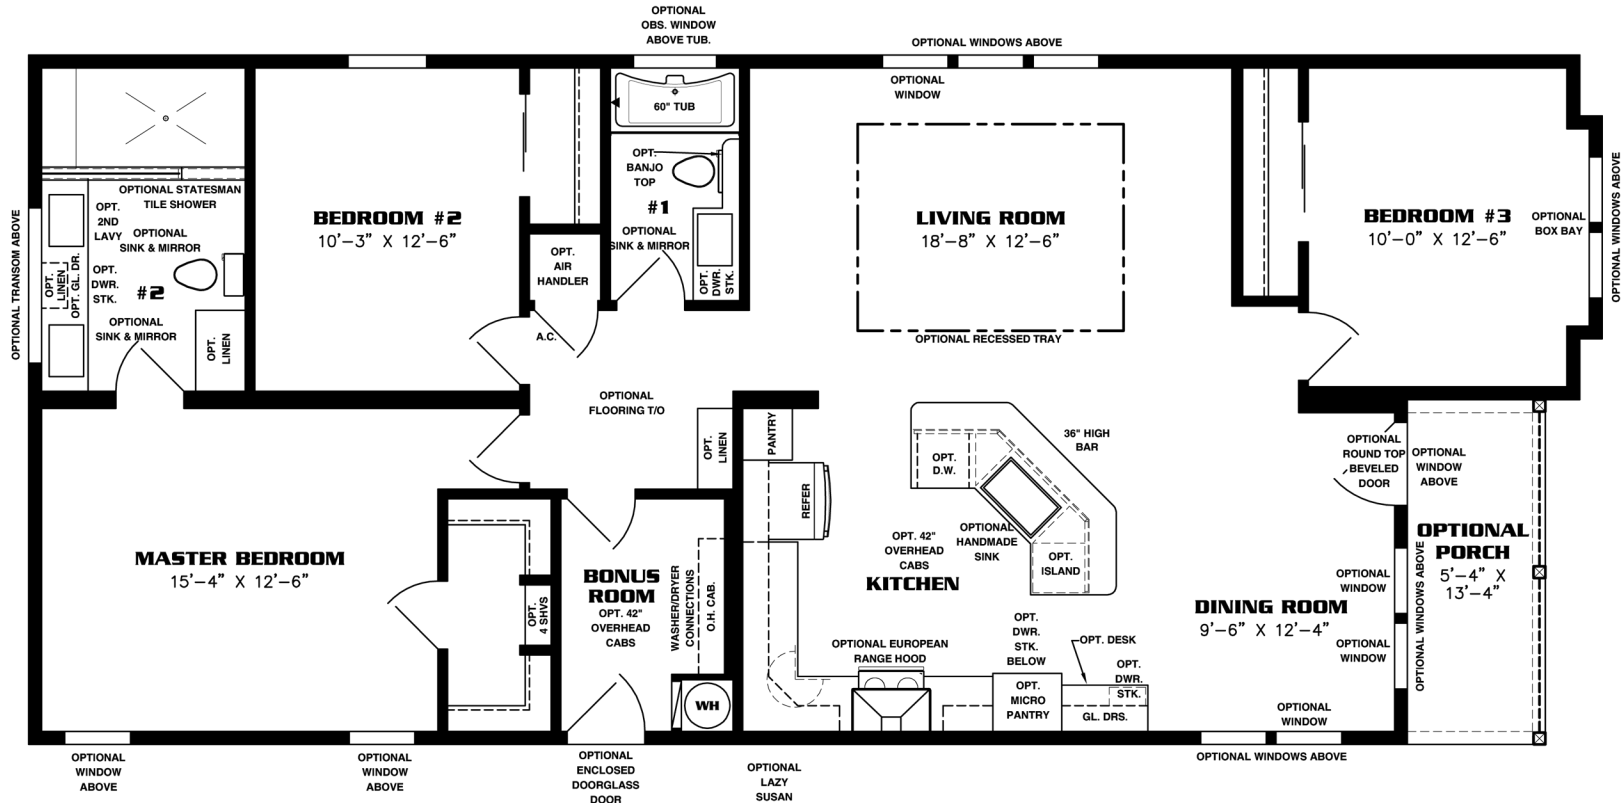 OPTIONAL
OBS. WINDOW
ABOVE TUB.
OPTIONAL WINDOWS ABOVE
OPTIONAL
WINDOW
60" TUB
OPT.
BANJO
TOP
#1
OPTIONAL
SINK & MIRROR
OPT.
DWR.
STK.
OPTIONAL TRANSOM ABOVE
OPTIONAL STATESMAN
TILE SHOWER
OPT.
2ND
LAVY
OPTIONAL
SINK & MIRROR
OPT.
LINEN
OPT. GL. DR.
OPT.
DWR.
STK.
#2
OPTIONAL
SINK & MIRROR
OPT.
LINEN
BEDROOM #2
10'-3" X 12'-6"
OPT.
AIR
HANDLER
A.C.
LIVING ROOM
18'-8" X 12'-6"
OPTIONAL RECESSED TRAY
BEDROOM #3
10'-0" X 12'-6"
OPTIONAL
BOX BAY
OPTIONAL WINDOWS ABOVE
OPTIONAL
FLOORING T/O
OPT.
LINEN
PANTRY
REFER
36" HIGH
BAR
OPT.
D.W.
OPTIONAL
HANDMADE
SINK
OPT.
ISLAND
OPT. 42"
OVERHEAD
CABS
KITCHEN
OPTIONAL
ROUND TOP
BEVELED
DOOR
OPTIONAL
WINDOW
ABOVE
OPTIONAL
PORCH
5'-4" X
13'-4"
OPTIONAL WINDOWS ABOVE
OPTIONAL
WINDOW
OPTIONAL
WINDOW
MASTER BEDROOM
15'-4" X 12'-6"
OPT.
4 SHVS
BONUS
ROOM
OPT. 42"
OVERHEAD
CABS
WASHER/DRYER
CONNECTIONS
O.H. CAB.
WH
DINING ROOM
9'-6" X 12'-4"
OPTIONAL EUROPEAN
RANGE HOOD
OPT.
DWR.
STK.
BELOW
OPT. DESK
OPT.
DWR.
STK.
OPT.
MICRO
PANTRY
GL. DRS.
OPTIONAL
WINDOW
OPTIONAL WINDOWS ABOVE
OPTIONAL
WINDOW
ABOVE
OPTIONAL
WINDOW
ABOVE
OPTIONAL
ENCLOSED
DOORGLASS
DOOR
OPTIONAL
LAZY
SUSAN